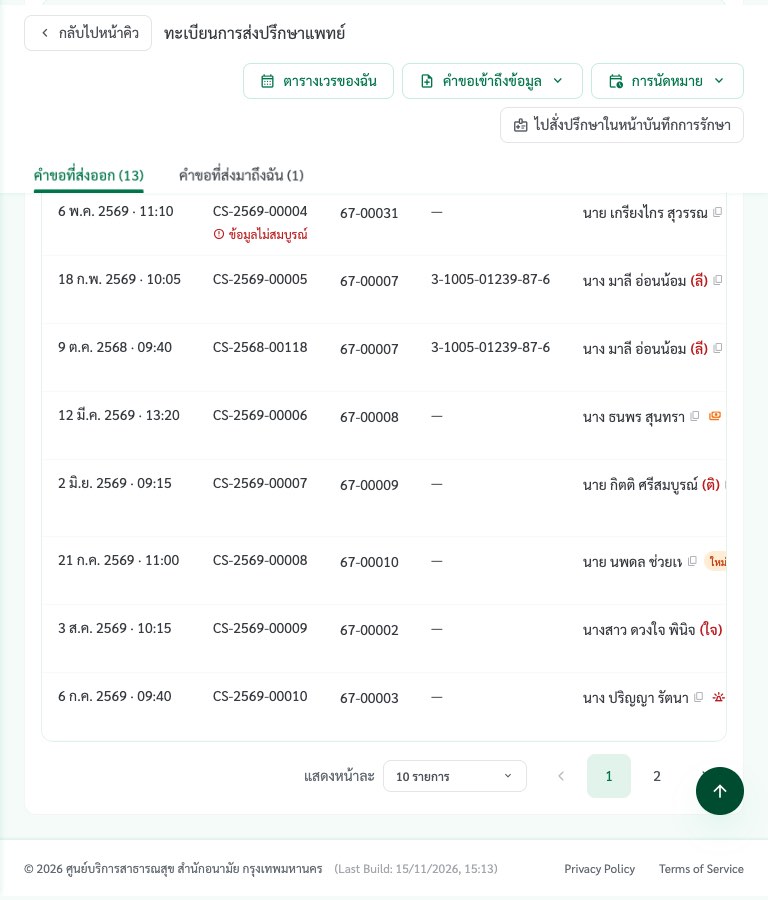 กลับไปหน้าคิว ทะเบียนการส่งปรึกษาแพทย์
ตารางเวรของฉัน คำขอเข้าถึงข้อมูล การนัดหมาย
ไปสั่งปรึกษาในหน้าบันทึกการรักษา
คำขอที่ส่งออก (13) คำขอที่ส่งมาถึงฉัน (1)
6 พ.ค. 2569 · 11:10 CS-2569-00004 67-00031 — นาย เกรียงไกร สุวรรณ
ข้อมูลไม่สมบูรณ์
18 ก.พ. 2569 · 10:05 CS-2569-00005 67-00007 3-1005-01239-87-6 นาง มาลี อ่อนน้อม (ลี)
9 ต.ค. 2568 · 09:40 CS-2568-00118 67-00007 3-1005-01239-87-6 นาง มาลี อ่อนน้อม (ลี)
12 มี.ค. 2569 · 13:20 CS-2569-00006 67-00008 — นาง ธนพร สุนทรา
2 มิ.ย. 2569 · 09:15 CS-2569-00007 67-00009 — นาย กิตติ ศรีสมบูรณ์ (ติ)
21 ก.ค. 2569 · 11:00 CS-2569-00008 67-00010 — นาย นพดล
3 ส.ค. 2569 · 10:15 CS-2569-00009 67-00002 — นางสาว ดวงใจ พินิจ (ใจ)
6 ก.ค. 2569 · 09:40 CS-2569-00010 67-00003 — นาง ปริญญา รัตนา
แสดงหน้าละ 10 รายการ 1 2
© 2026 ศูนย์บริการสาธารณสุข สำนักอนามัย กรุงเทพมหานคร (Last Build: 15/11/2026, 15:13) Privacy Policy Terms of Service